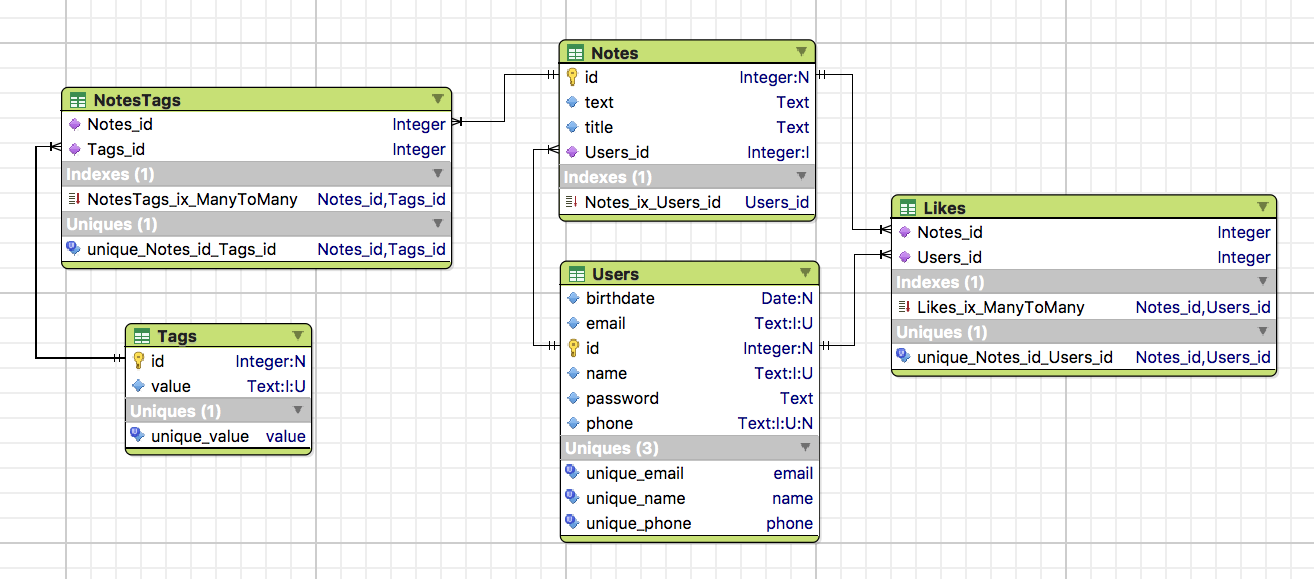 NotesTags
Notes_id Integer
Tags_id Integer
Indexes (1)
NotesTags_ix_ManyToMany Notes_id,Tags_id
Uniques (1)
unique_Notes_id_Tags_id Notes_id,Tags_id
Tags
id Integer:N
value Text:I:U
Uniques (1)
unique_value value
Notes
id Integer:N
text Text
title Text
Users_id Integer:I
Indexes (1)
Notes_ix_Users_id Users_id
Users
birthdate Date:N
email Text:I:U
id Integer:N
name Text:I:U
password Text
phone Text:I:U:N
Uniques (3)
unique_email email
unique_name name
unique_phone phone
Likes
Notes_id Integer
Users_id Integer
Indexes (1)
Likes_ix_ManyToMany Notes_id,Users_id
Uniques (1)
unique_Notes_id_Users_id Notes_id,Users_id